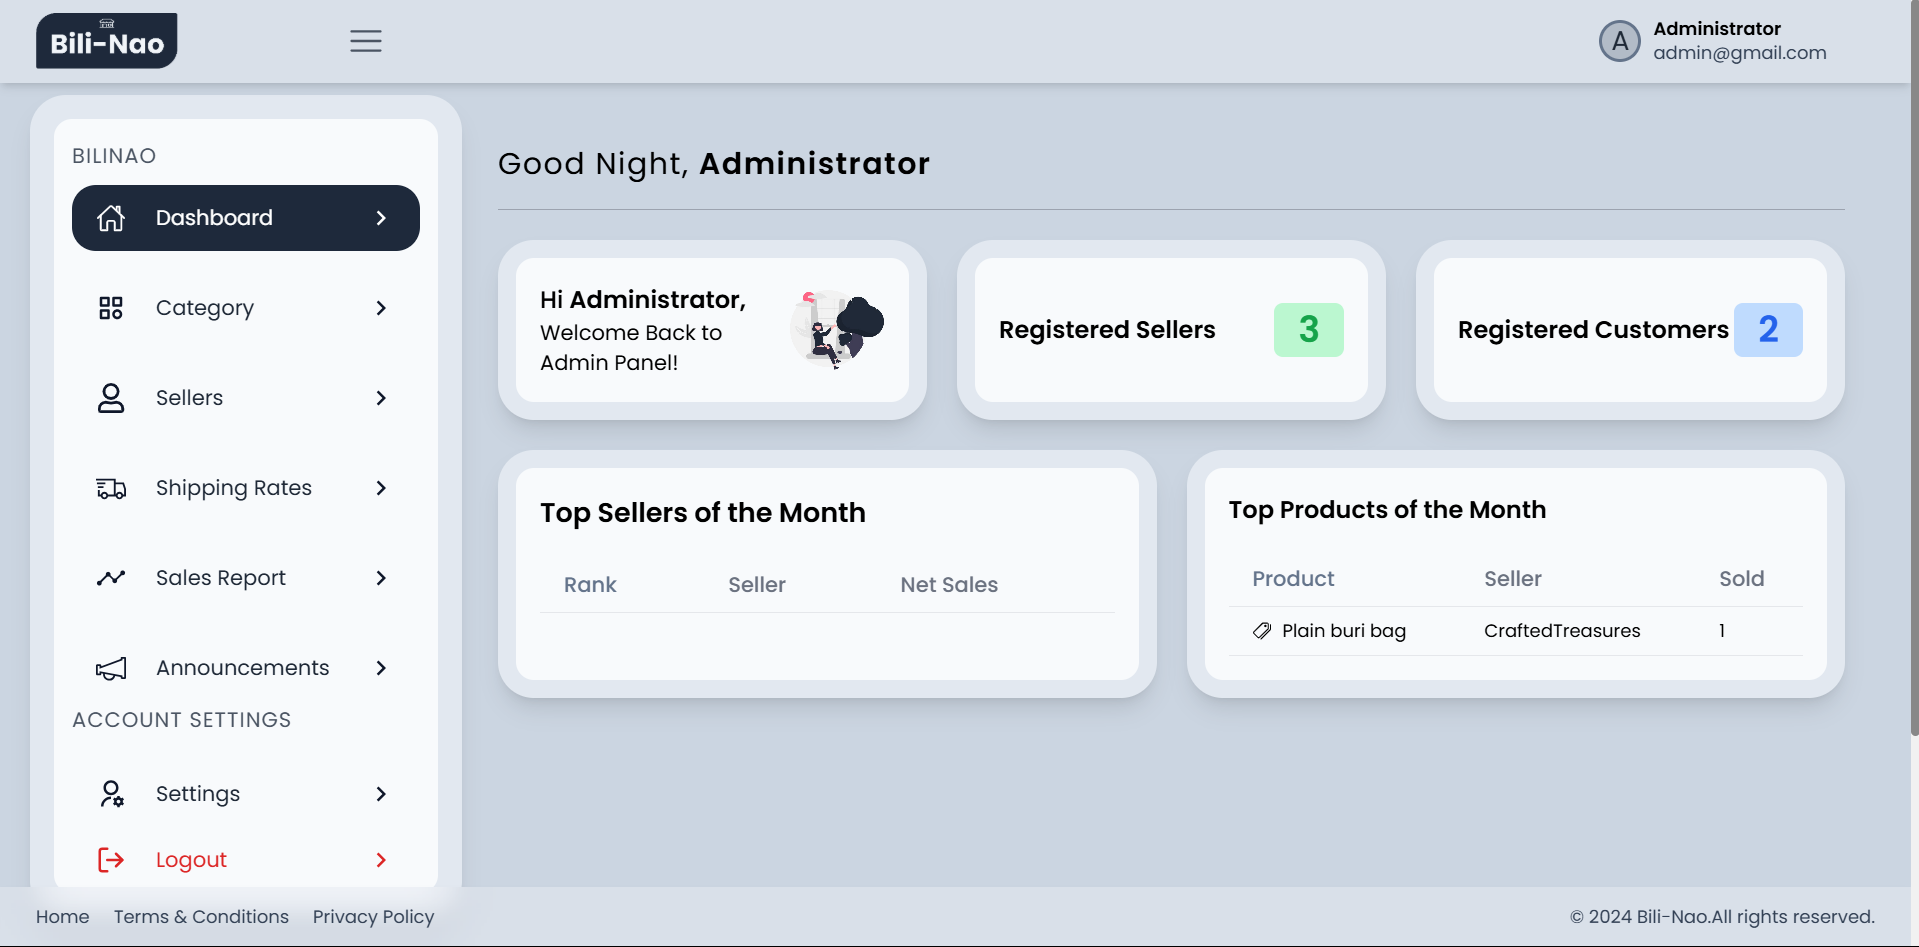 Bili-Nao
A
Administrator
admin@gmail.com
BILINAO
Dashboard
Category
Sellers
Shipping Rates
Sales Report
Announcements
ACCOUNT SETTINGS
Settings
Logout
Good Night, Administrator
Hi Administrator,
Welcome Back to
Admin Panel!
Registered Sellers 3
Registered Customers 2
Top Sellers of the Month
Rank Seller Net Sales
Top Products of the Month
Product Seller Sold
Plain buri bag CraftedTreasures 1
Home Terms & Conditions Privacy Policy
© 2024 Bili-Nao.All rights reserved.